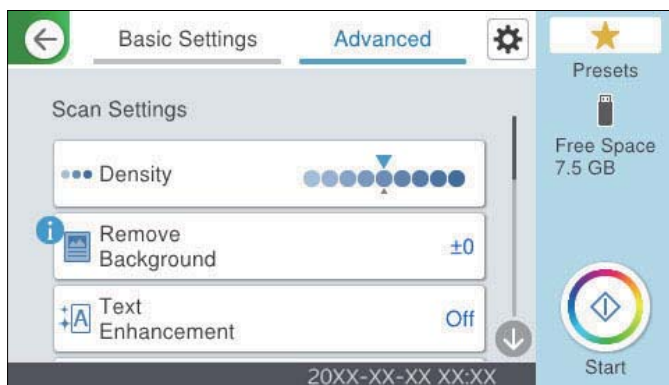 Basic Settings
Advanced
Presets
Scan Settings
Free Space
7.5 GB
Density
i
Remove
Background
±0
A
Text
Enhancement
Off
Start
20XX-XX-XX XX:XX